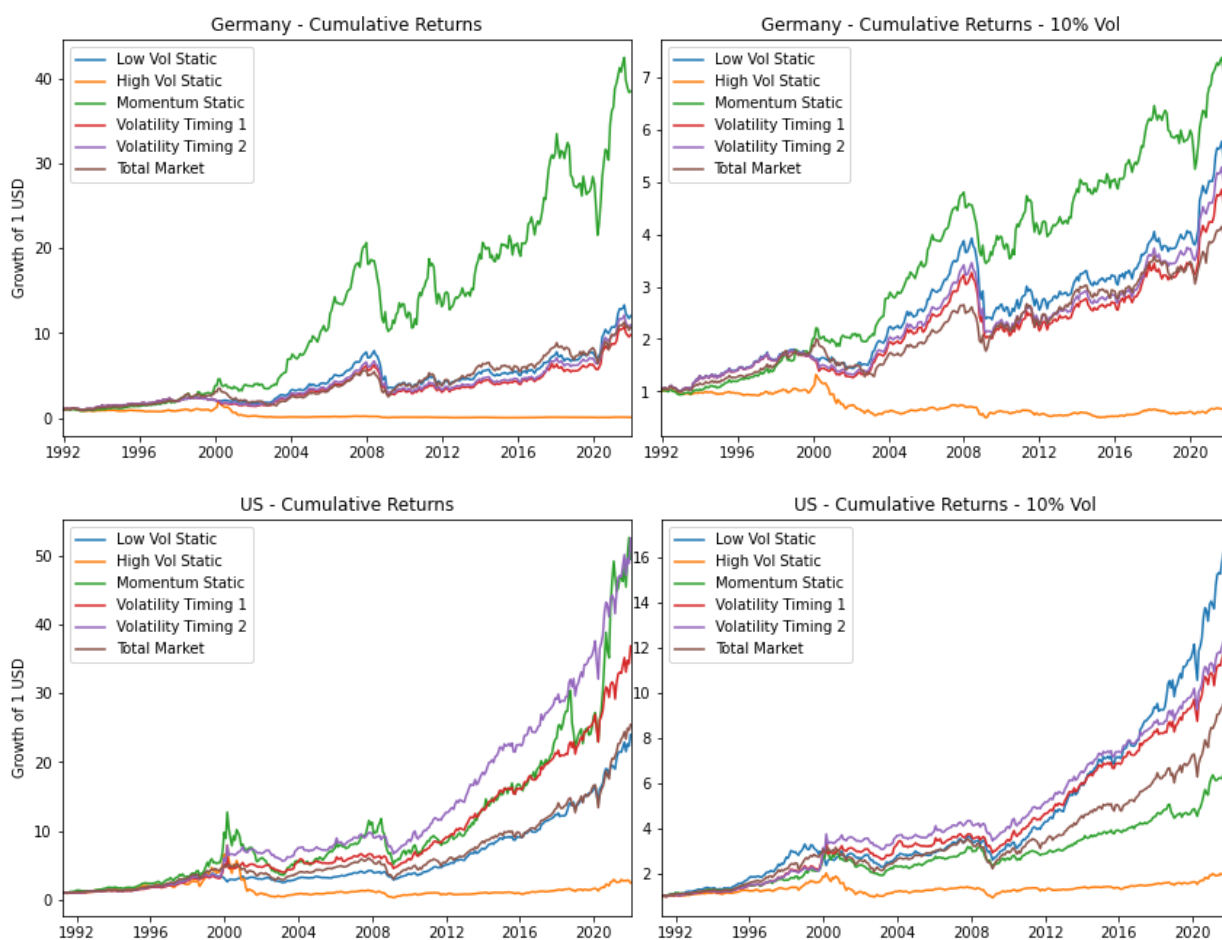 Germany - Cumulative Returns
Growth of 1 USD
40
30
20
10
0
Low Vol Static
High Vol Static
Momentum Static
Volatility Timing 1
Volatility Timing 2
Total Market
1992 1996 2000 2004 2008 2012 2016 2020
Germany - Cumulative Returns - 10% Vol
7
6
5
4
3
2
1
Low Vol Static
High Vol Static
Momentum Static
Volatility Timing 1
Volatility Timing 2
Total Market
1992 1996 2000 2004 2008 2012 2016 2020
US - Cumulative Returns
Growth of 1 USD
50
40
30
20
10
0
Low Vol Static
High Vol Static
Momentum Static
Volatility Timing 1
Volatility Timing 2
Total Market
1992 1996 2000 2004 2008 2012 2016 2020
US - Cumulative Returns - 10% Vol
16
14
12
10
8
6
4
2
Low Vol Static
High Vol Static
Momentum Static
Volatility Timing 1
Volatility Timing 2
Total Market
1992 1996 2000 2004 2008 2012 2016 2020